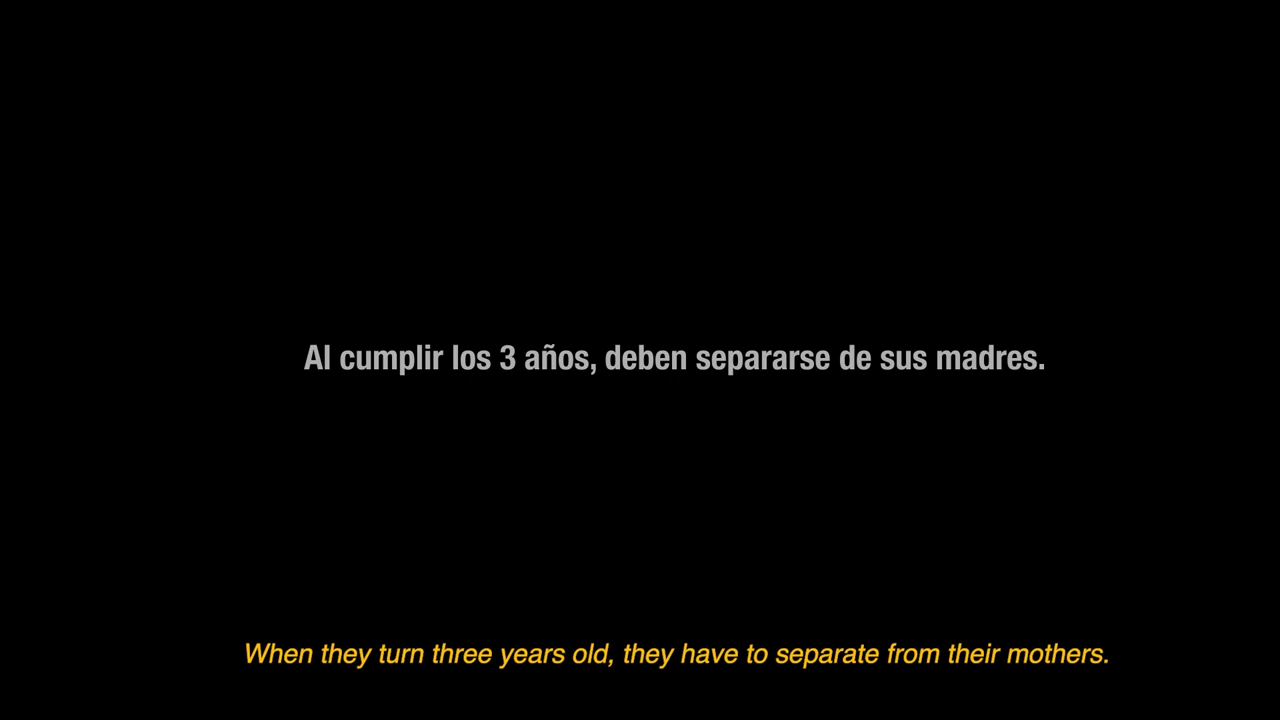 Al cumplir los 3 años, deben separarse de sus madres.
When they turn three years old, they have to separate from their mothers.